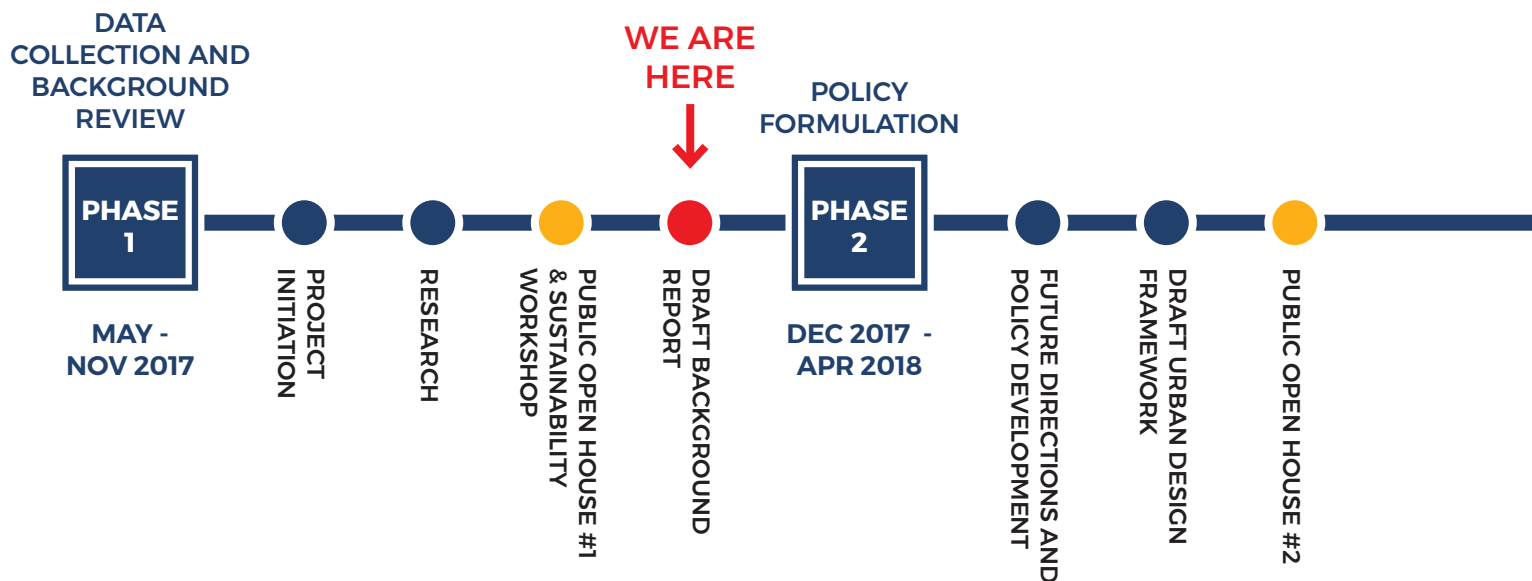 DATA
COLLECTION AND
BACKGROUND
REVIEW
PHASE
1
MAY -
NOV 2017
PROJECT
INITIATION
RESEARCH
PUBLIC OPEN HOUSE #1
& SUSTAINABILITY
WORKSHOP
WE ARE
HERE
DRAFT BACKGROUND
REPORT
POLICY
FORMULATION
PHASE
2
DEC 2017 -
APR 2018
FUTURE DIRECTIONS AND
POLICY DEVELOPMENT
DRAFT URBAN DESIGN
FRAMEWORK
PUBLIC OPEN HOUSE #2